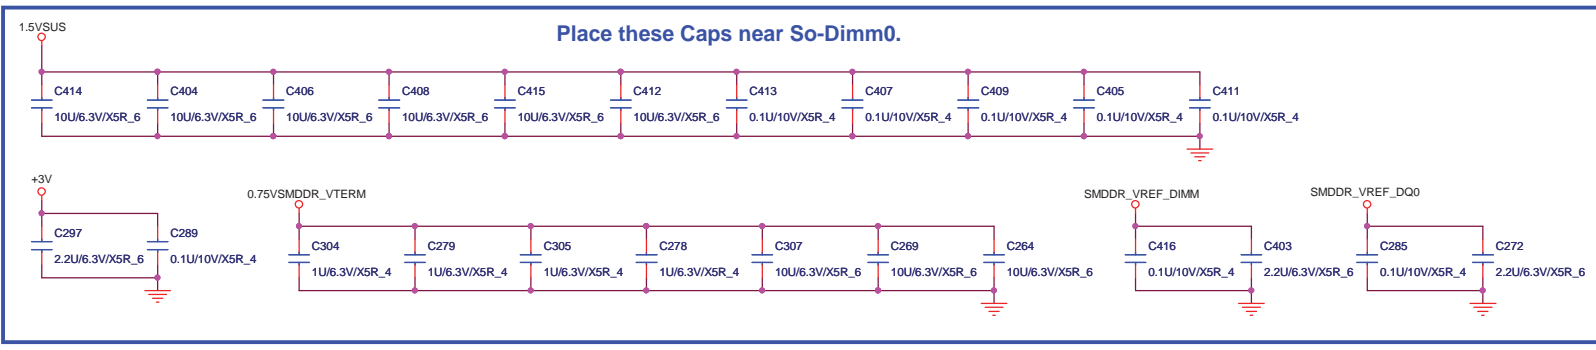 Place these Caps near So-Dimm0.
1.5VSUS
C414 C404 C406 C408 C415 C412 C413 C407 C409 C405 C411
10U/6.3V/X5R_6 10U/6.3V/X5R_6 10U/6.3V/X5R_6 10U/6.3V/X5R_6 10U/6.3V/X5R_6 10U/6.3V/X5R_6 0.1U/10V/X5R_4 0.1U/10V/X5R_4 0.1U/10V/X5R_4 0.1U/10V/X5R_4 0.1U/10V/X5R_4
+3V 0.75VSMDDR_VTERM SMDDR_VREF_DIMM SMDDR_VREF_DQ0
C297 C289 C304 C279 C305 C278 C307 C269 C264 C416 C403 C285 C272
2.2U/6.3V/X5R_6 0.1U/10V/X5R_4 1U/6.3V/X5R_4 1U/6.3V/X5R_4 1U/6.3V/X5R_4 1U/6.3V/X5R_4 10U/6.3V/X5R_6 10U/6.3V/X5R_6 10U/6.3V/X5R_6 0.1U/10V/X5R_4 2.2U/6.3V/X5R_6 0.1U/10V/X5R_4 2.2U/6.3V/X5R_6